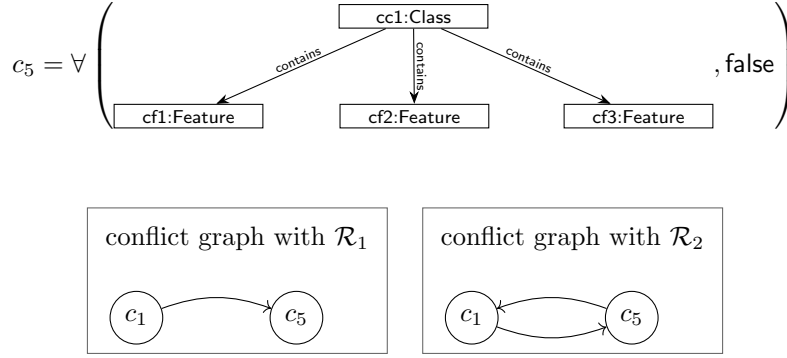 cc1:Class
contains contains contains
c₅ = ∀ ( , false )
cf1:Feature cf2:Feature cf3:Feature
conflict graph with ℛ₁ conflict graph with ℛ₂
c₁ c₅ c₁ c₅